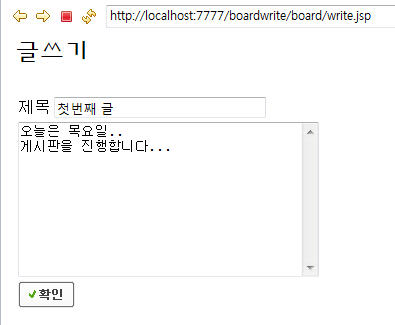 http://localhost:7777/boardwrite/board/write.jsp
글쓰기
제목 첫번째 글
오늘은 목요일..
게시판을 진행합니다...
확인